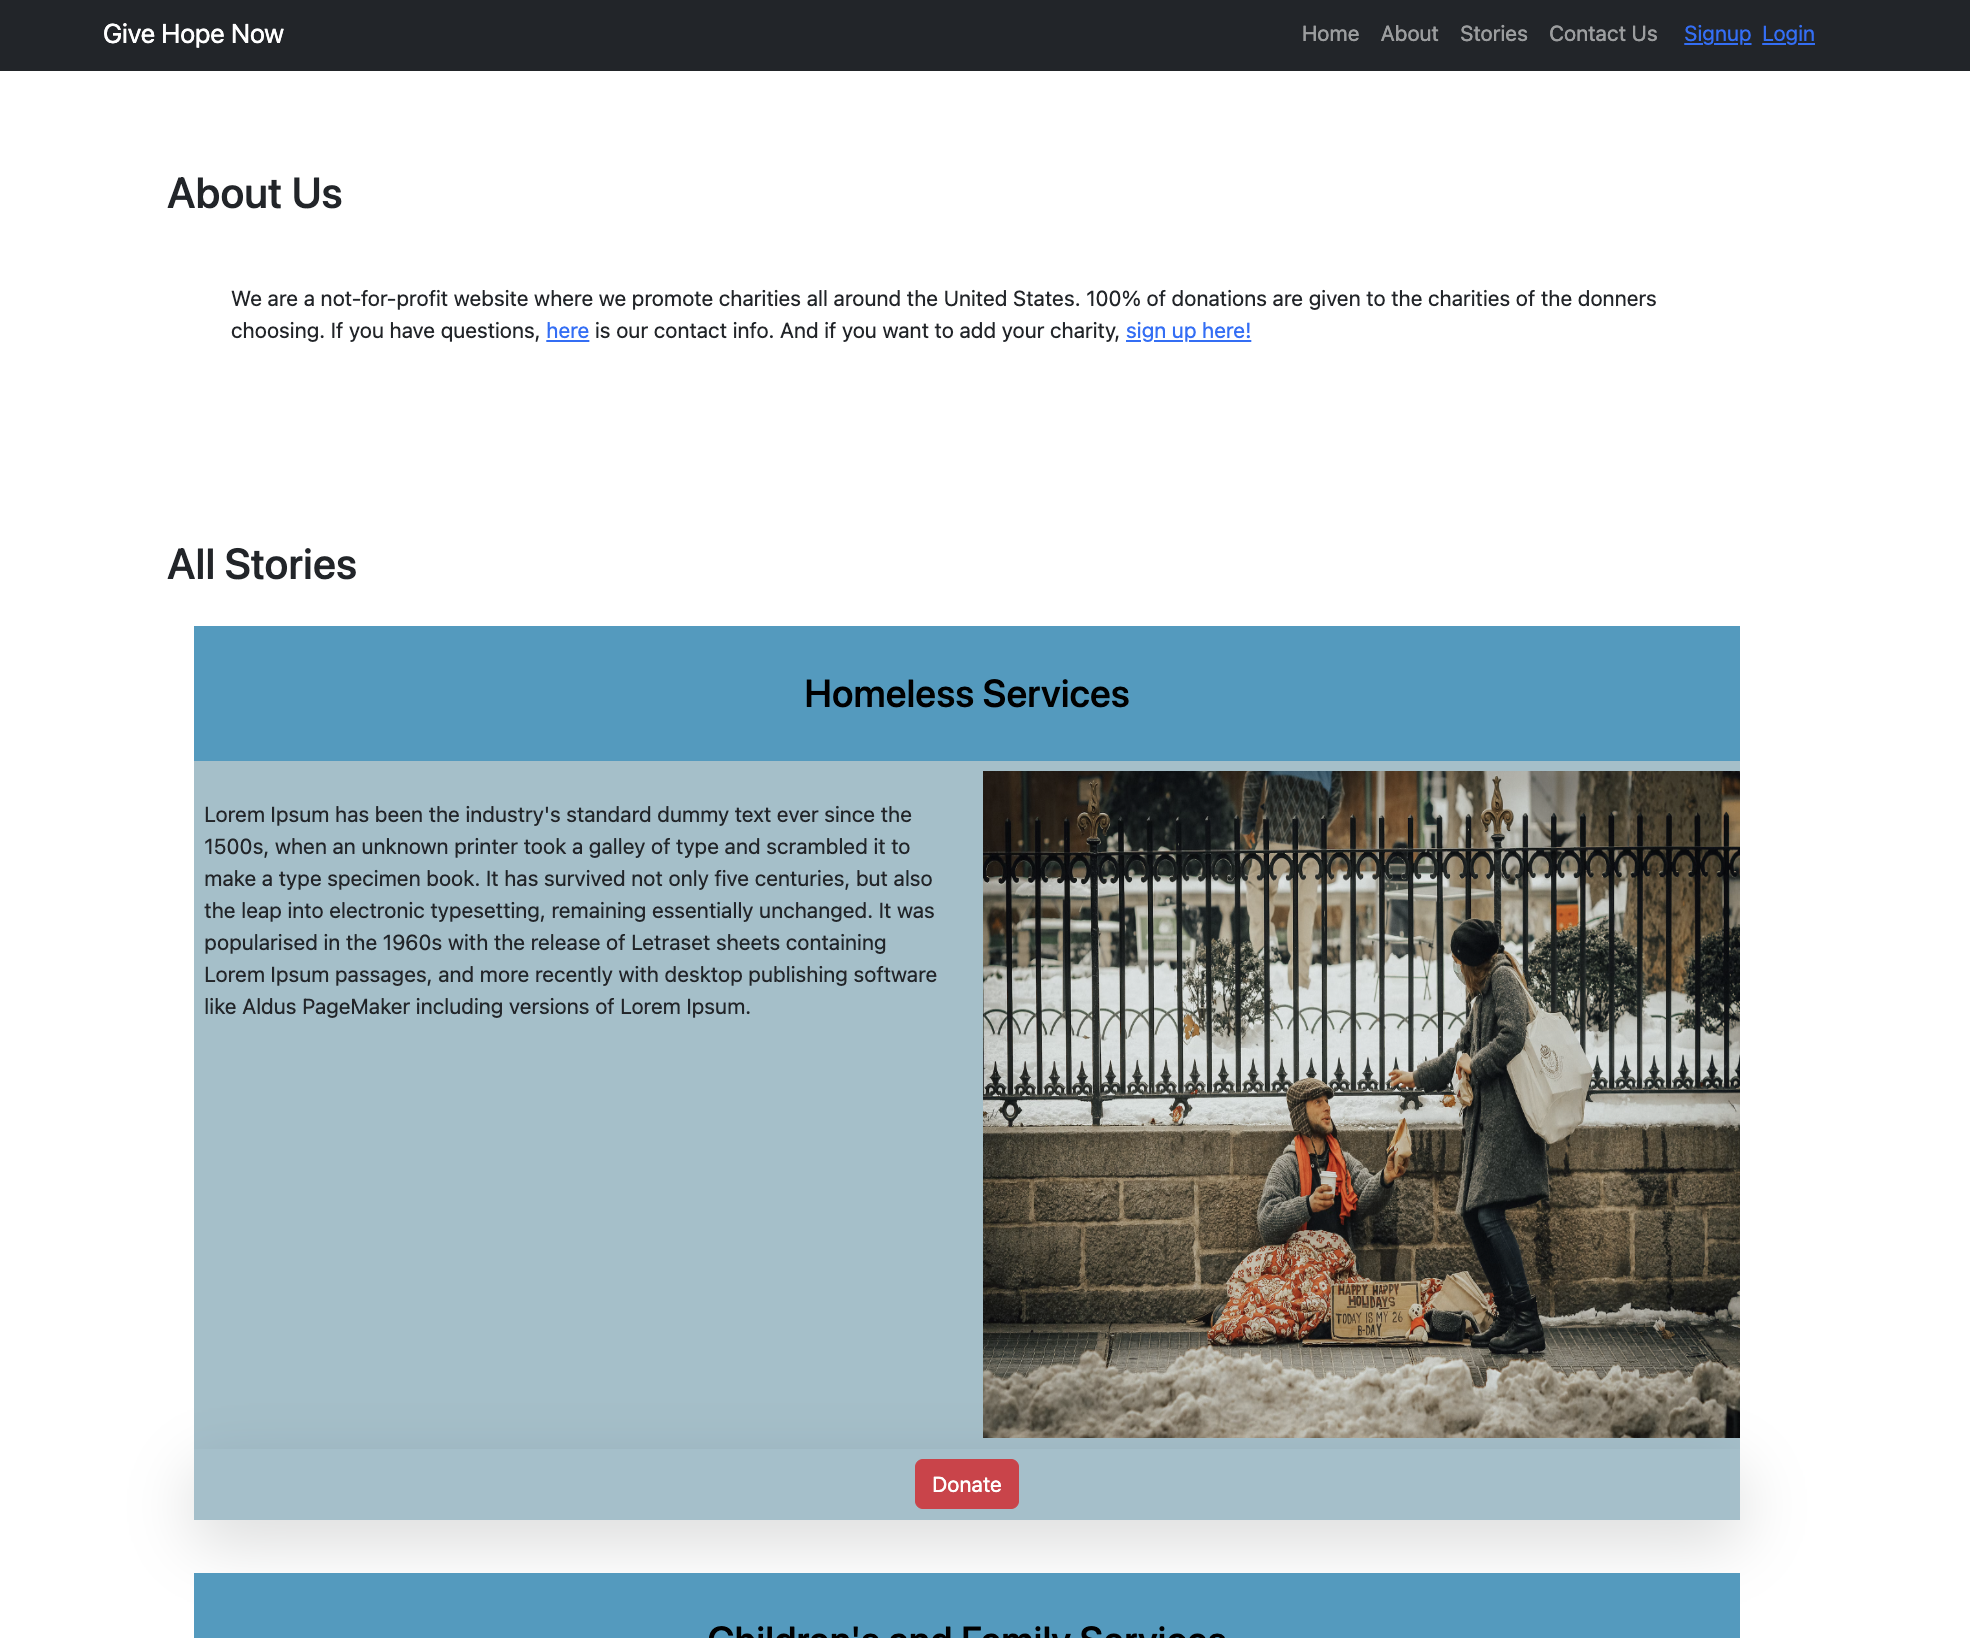 Give Hope Now
Home About Stories Contact Us Signup Login
About Us
We are a not-for-profit website where we promote charities all around the United States. 100% of donations are given to the charities of the donners
choosing. If you have questions, here is our contact info. And if you want to add your charity, sign up here!
All Stories
Homeless Services
Lorem Ipsum has been the industry's standard dummy text ever since the
1500s, when an unknown printer took a galley of type and scrambled it to
make a type specimen book. It has survived not only five centuries, but also
the leap into electronic typesetting, remaining essentially unchanged. It was
popularised in the 1960s with the release of Letraset sheets containing
Lorem Ipsum passages, and more recently with desktop publishing software
like Aldus PageMaker including versions of Lorem Ipsum.
HAPPY HAPPY
HOLIDAYS
TODAY IS MY 26
B-DAY
Donate
Children's and Family Services